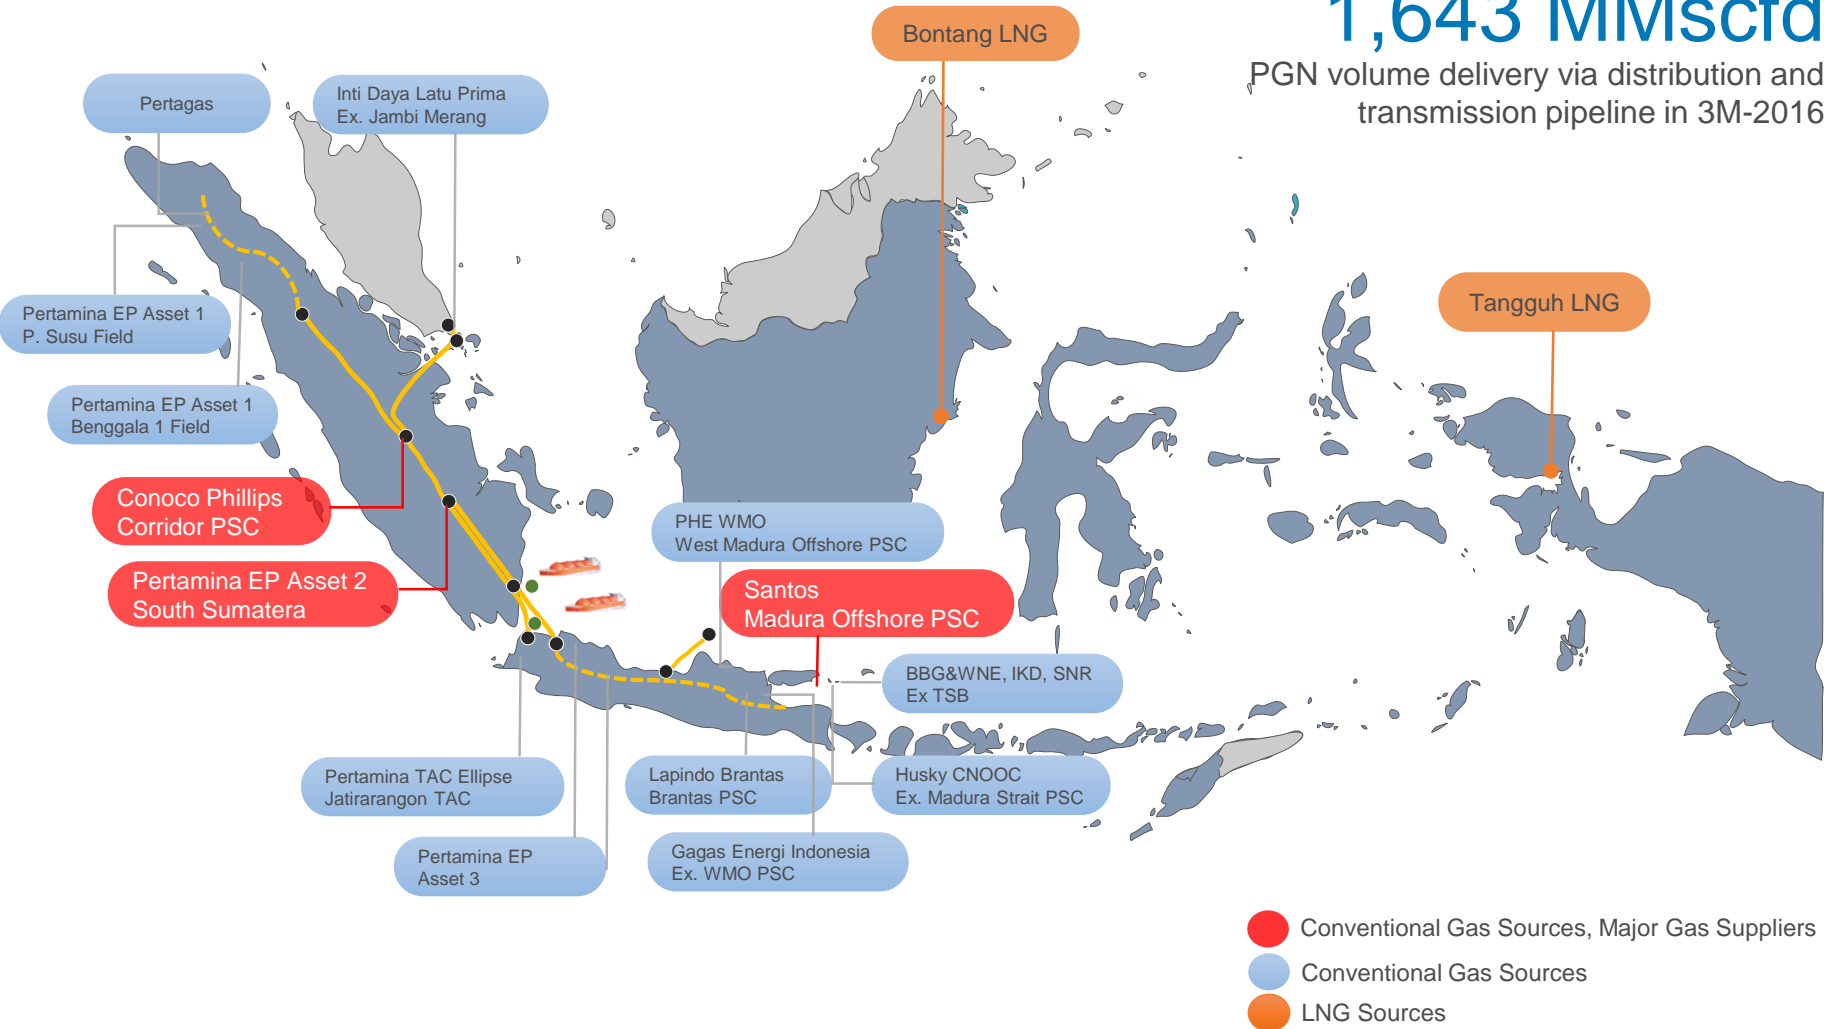 1,643 MMscfd
PGN volume delivery via distribution and
transmission pipeline in 3M-2016
Bontang LNG
Pertagas
Inti Daya Latu Prima
Ex. Jambi Merang
Tangguh LNG
Pertamina EP Asset 1
P. Susu Field
Pertamina EP Asset 1
Benggala 1 Field
Conoco Phillips
Corridor PSC
PHE WMO
West Madura Offshore PSC
Pertamina EP Asset 2
South Sumatera
Santos
Madura Offshore PSC
BBG&WNE, IKD, SNR
Ex TSB
Pertamina TAC Ellipse
Jatirarangon TAC
Lapindo Brantas
Brantas PSC
Husky CNOOC
Ex. Madura Strait PSC
Pertamina EP
Asset 3
Gagas Energi Indonesia
Ex. WMO PSC
Conventional Gas Sources, Major Gas Suppliers
Conventional Gas Sources
LNG Sources